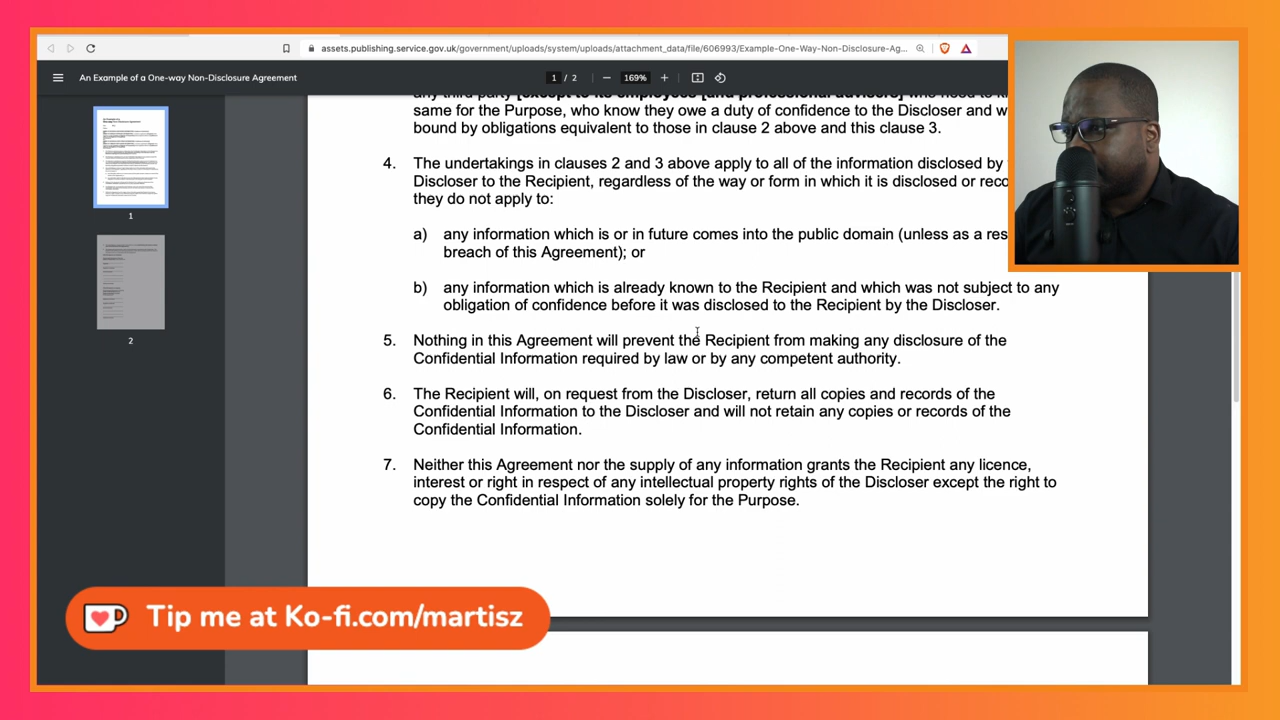 assets.publishing.service.gov.uk/government/uploads/system/uploads/attachment_data/file/606993/Example-One-Way-Non-Disclosure-Ag...
An Example of a One-way Non-Disclosure Agreement
1 / 2
169%
same for the Purpose, who know they owe a duty of confidence to the Discloser and w
bound by obligations equivalent to those in clause 2 above and this clause 3.
4. The undertakings in clauses 2 and 3 above apply to all of the information disclosed by
Discloser to the Recipient, regardless of the way or form in which it is disclosed or reco
they do not apply to:
a) any information which is or in future comes into the public domain (unless as a res
breach of this Agreement); or
b) any information which is already known to the Recipient and which was not subject to any
obligation of confidence before it was disclosed to the Recipient by the Discloser.
5. Nothing in this Agreement will prevent the Recipient from making any disclosure of the
Confidential Information required by law or by any competent authority.
6. The Recipient will, on request from the Discloser, return all copies and records of the
Confidential Information to the Discloser and will not retain any copies or records of the
Confidential Information.
7. Neither this Agreement nor the supply of any information grants the Recipient any licence,
interest or right in respect of any intellectual property rights of the Discloser except the right to
copy the Confidential Information solely for the Purpose.
1
2
Tip me at Ko-fi.com/martisz